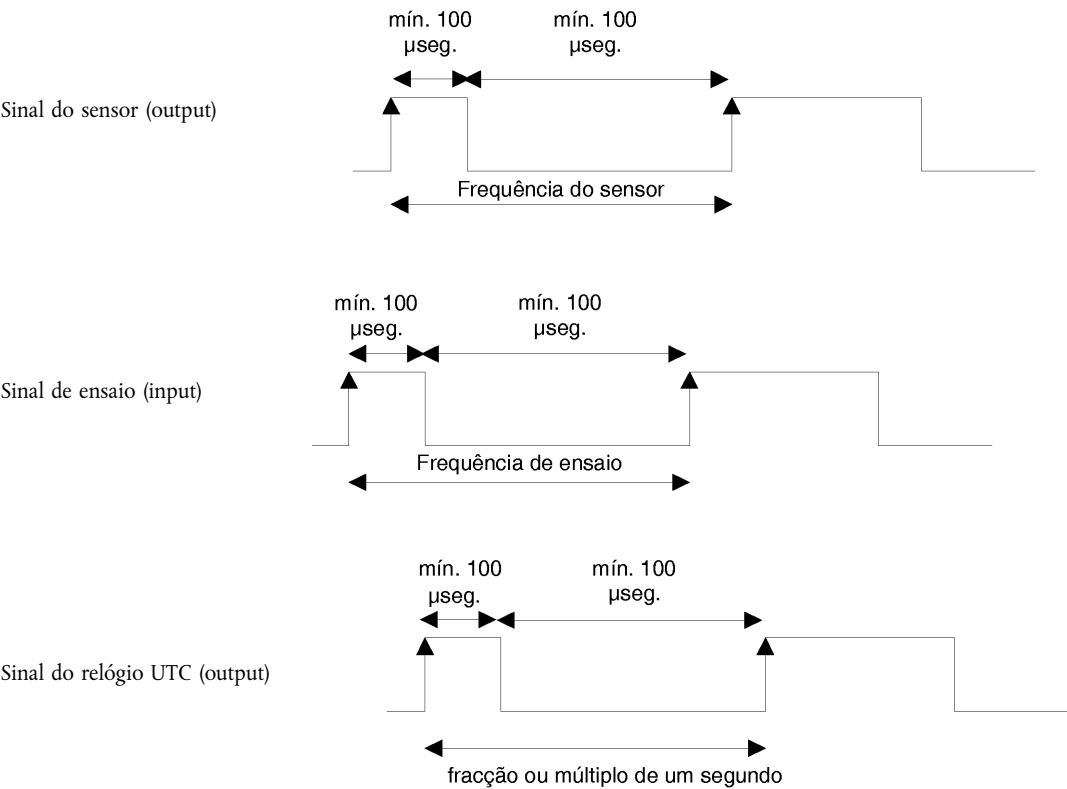 mín. 100 mín. 100
µseg. µseg.
Sinal do sensor (output)
Frequência do sensor
mín. 100 mín. 100
µseg. µseg.
Sinal de ensaio (input)
Frequência de ensaio
mín. 100 mín. 100
µseg. µseg.
Sinal do relógio UTC (output)
fracção ou múltiplo de um segundo